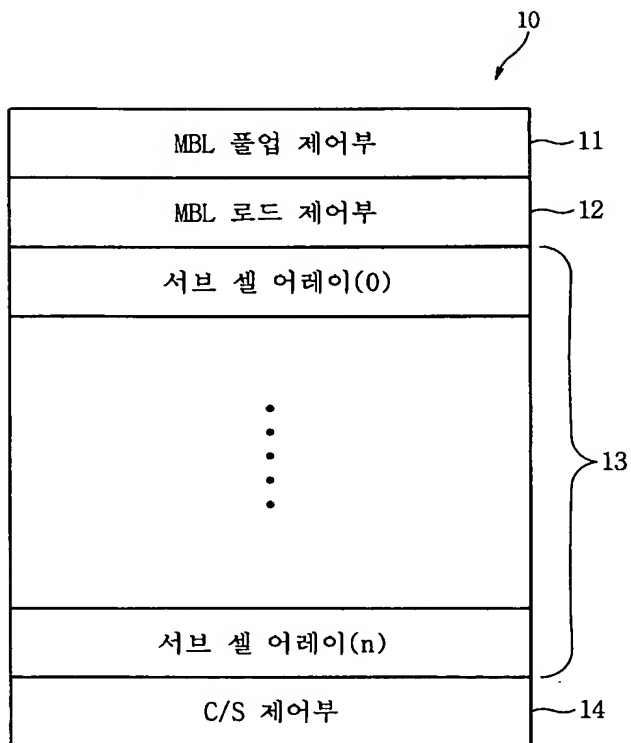 10
MBL 풀업 제어부
11
MBL 로드 제어부
12
서브 셀 어레이(0)
13
서브 셀 어레이(n)
C/S 제어부
14